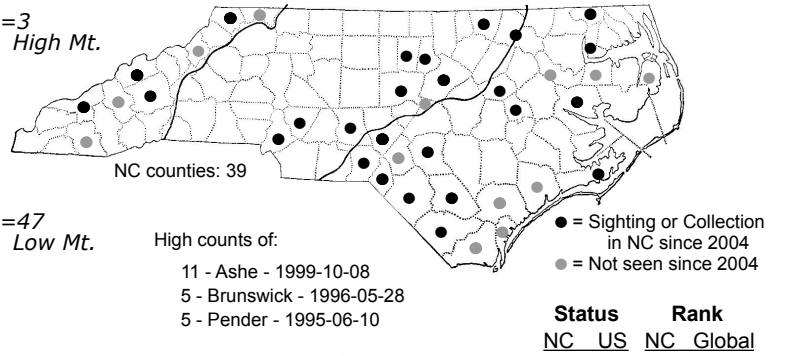 =3
High Mt.
NC counties: 39
=47
Low Mt.
High counts of:
11 - Ashe - 1999-10-08
5 - Brunswick - 1996-05-28
5 - Pender - 1995-06-10
= Sighting or Collection
in NC since 2004
= Not seen since 2004
Status Rank
NC US NC Global